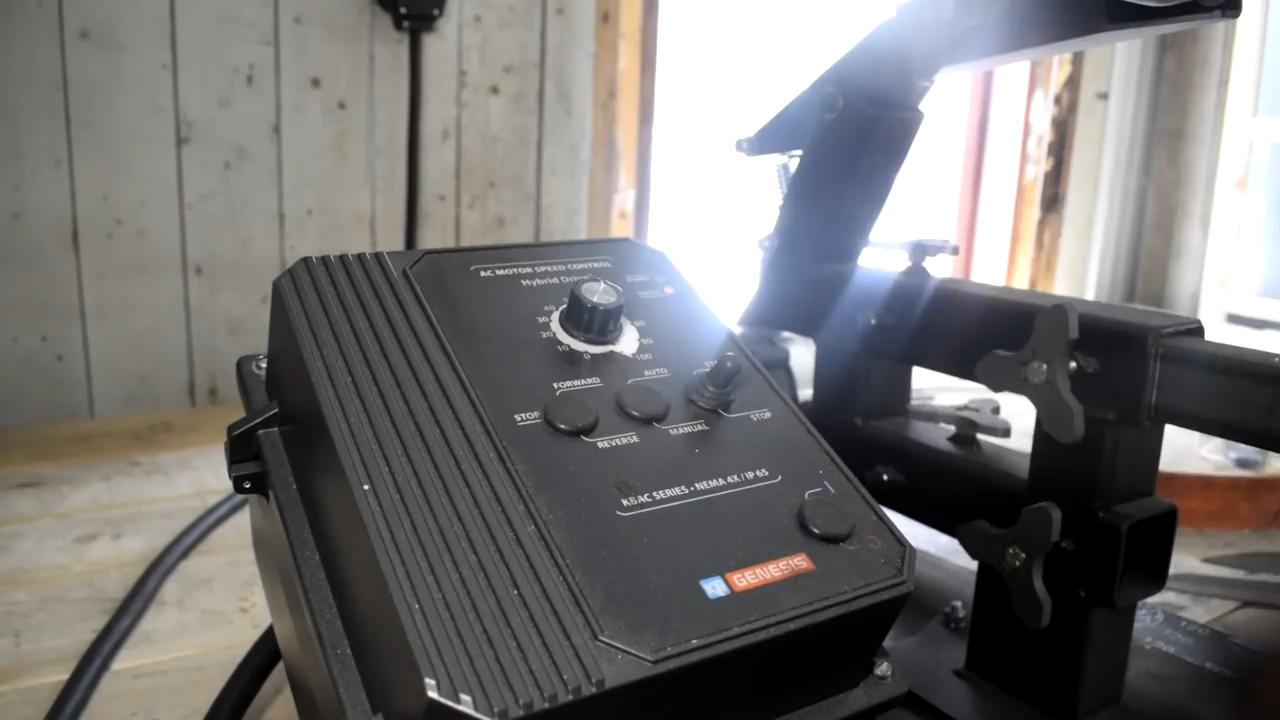 AC MOTOR SPEED CONTROL
Hybrid Drive
40
30
20
10
0
80
90
100
FORWARD
AUTO
STOP
REVERSE
MANUAL
STOP
KBAC SERIES • NEMA 4X / IP 65
I
KB GENESIS